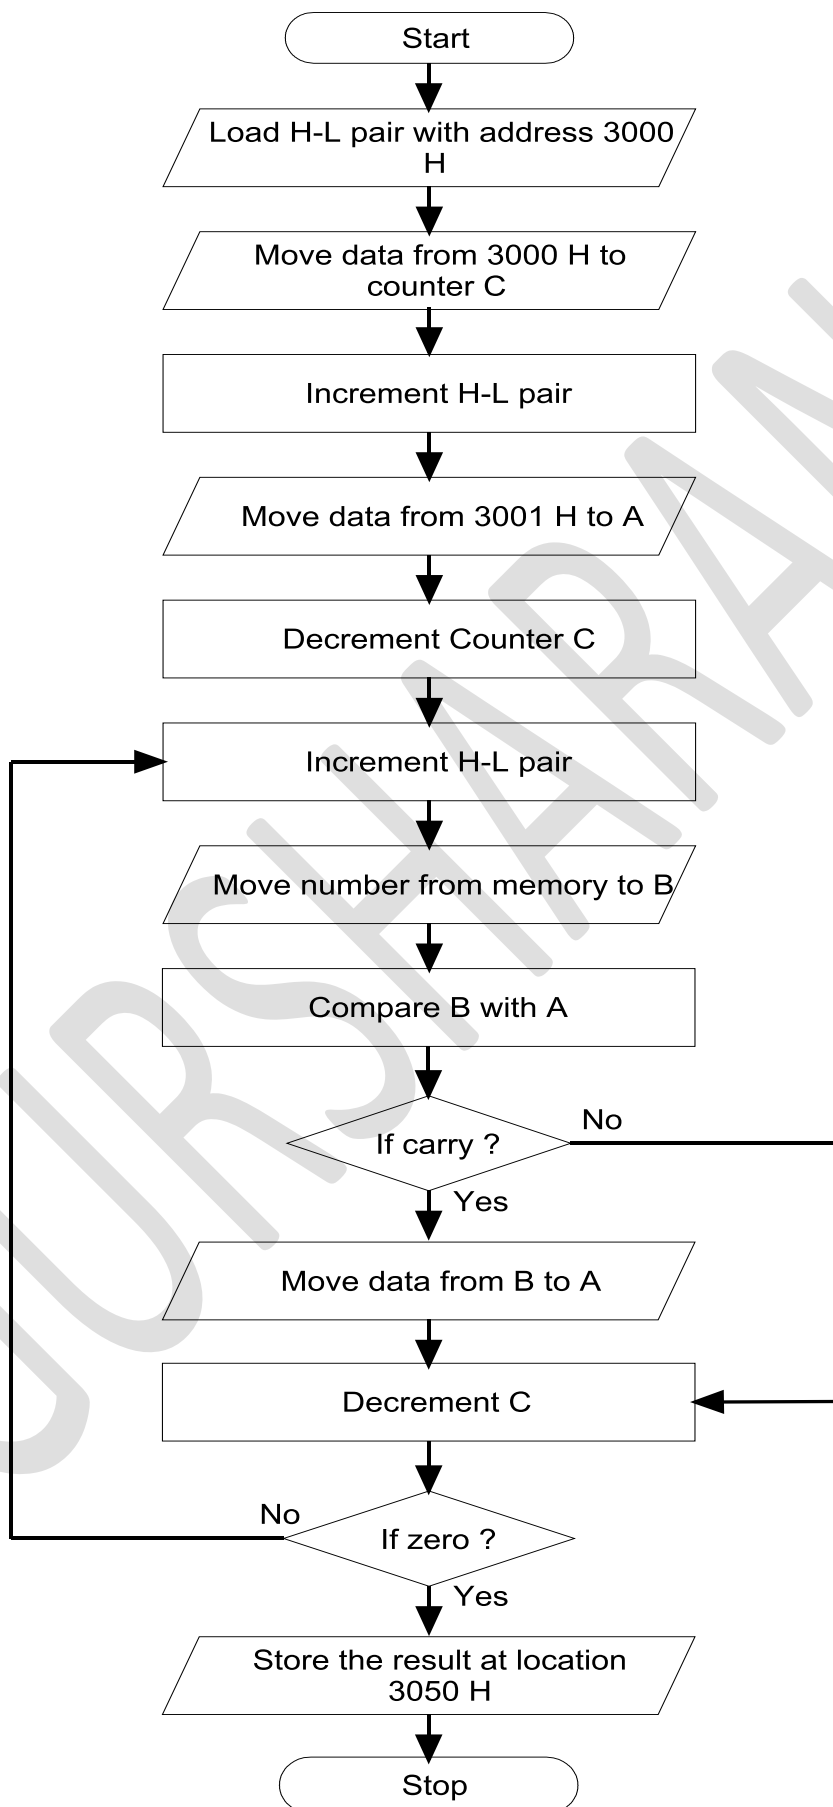 Start
Load H-L pair with address 3000
H
Move data from 3000 H to
counter C
Increment H-L pair
Move data from 3001 H to A
Decrement Counter C
Increment H-L pair
Move number from memory to B
Compare B with A
If carry ?
No
Yes
Move data from B to A
Decrement C
If zero ?
No
Yes
Store the result at location
3050 H
Stop